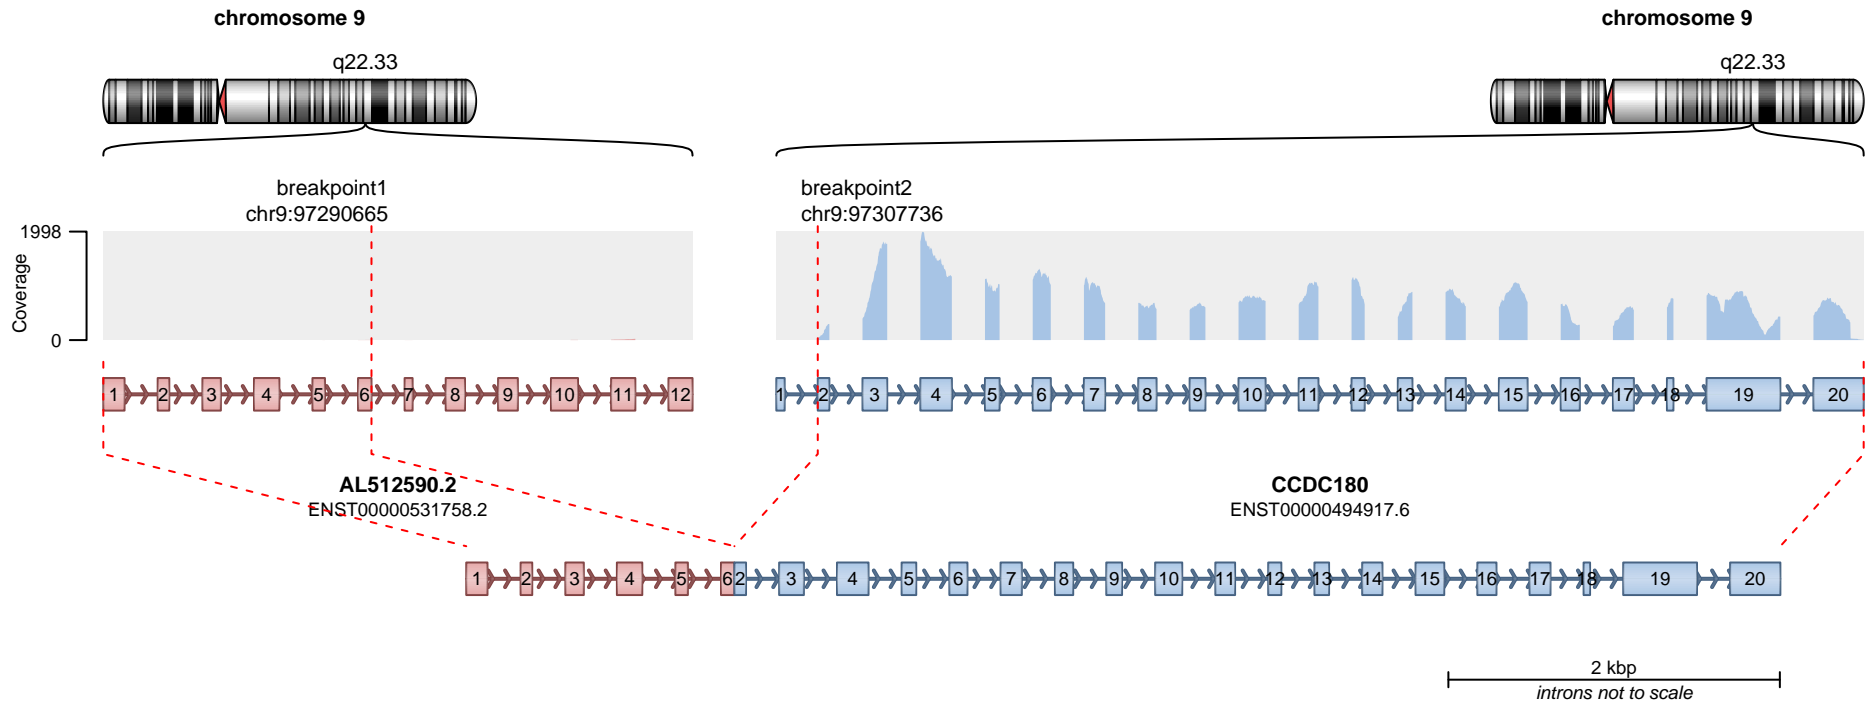 chromosome 9
chromosome 9
q22.33
q22.33
breakpoint1
chr9:97290665
breakpoint2
chr9:97307736
1998
Coverage
0
1 2 3 4 5 6 7 8 9 10 11 12
1 2 3 4 5 6 7 8 9 10 11 12 13 14 15 16 17 18 19 20
AL512590.2
ENST00000531758.2
CCDC180
ENST00000494917.6
1 2 3 4 5 6 2 3 4 5 6 7 8 9 10 11 12 13 14 15 16 17 18 19 20
2 kbp
introns not to scale